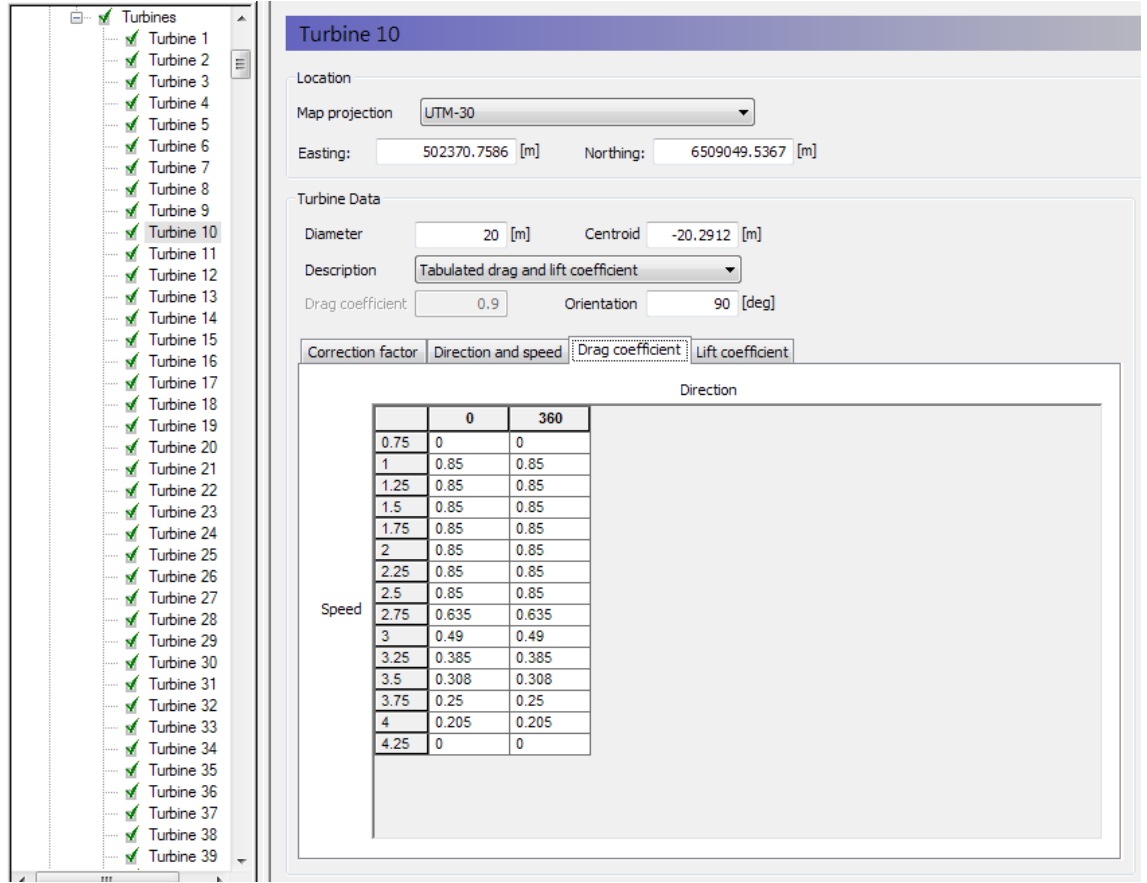 Turbines
Turbine 1
Turbine 2
Turbine 3
Turbine 4
Turbine 5
Turbine 6
Turbine 7
Turbine 8
Turbine 9
Turbine 10
Turbine 11
Turbine 12
Turbine 13
Turbine 14
Turbine 15
Turbine 16
Turbine 17
Turbine 18
Turbine 19
Turbine 20
Turbine 21
Turbine 22
Turbine 23
Turbine 24
Turbine 25
Turbine 26
Turbine 27
Turbine 28
Turbine 29
Turbine 30
Turbine 31
Turbine 32
Turbine 33
Turbine 34
Turbine 35
Turbine 36
Turbine 37
Turbine 38
Turbine 39
Turbine 10
Location
Map projection UTM-30
Easting: 502370.7586 [m] Northing: 6509049.5367 [m]
Turbine Data
Diameter 20 [m] Centroid -20.2912 [m]
Description Tabulated drag and lift coefficient
Drag coefficient 0.9 Orientation 90 [deg]
Correction factor Direction and speed Drag coefficient Lift coefficient
Direction
0 360
0.75 0 0
1 0.85 0.85
1.25 0.85 0.85
1.5 0.85 0.85
1.75 0.85 0.85
2 0.85 0.85
2.25 0.85 0.85
2.5 0.85 0.85
Speed 2.75 0.635 0.635
3 0.49 0.49
3.25 0.385 0.385
3.5 0.308 0.308
3.75 0.25 0.25
4 0.205 0.205
4.25 0 0